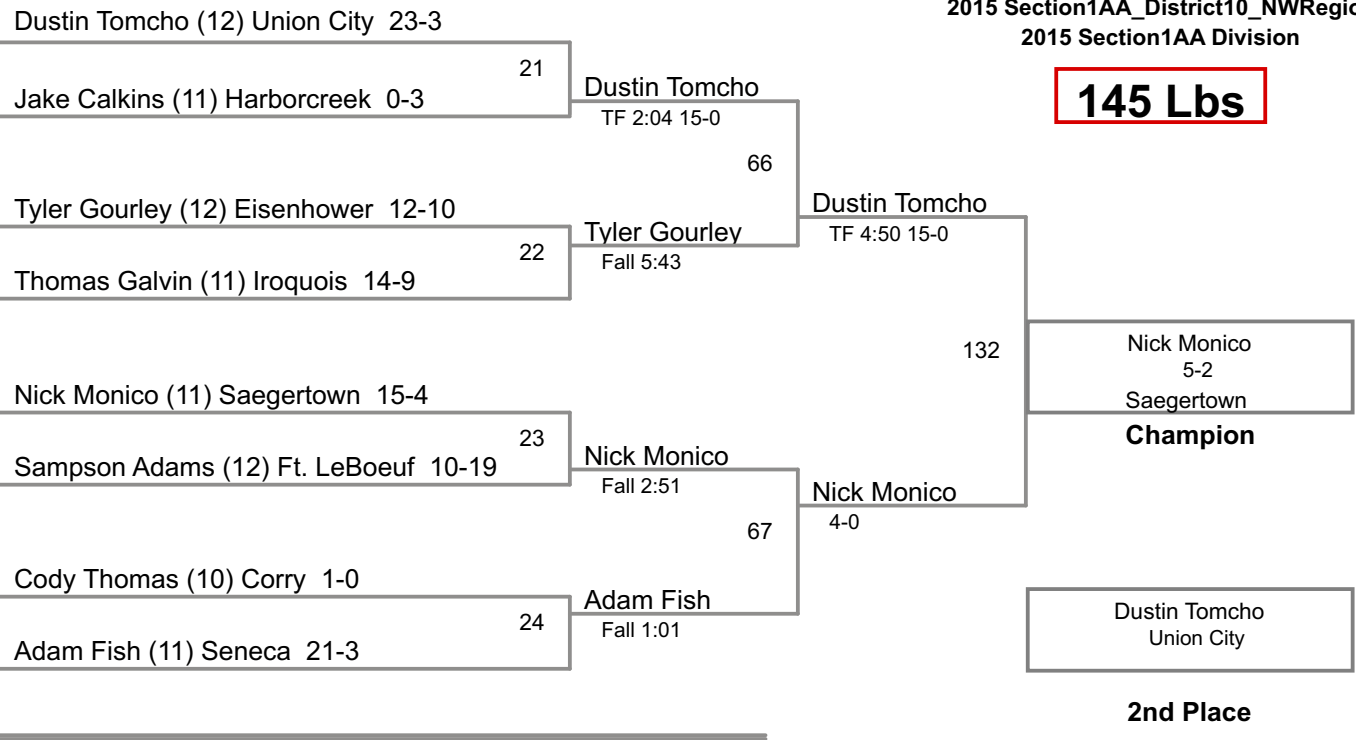 2015 Section1AA_District10_NWRegio
2015 Section1AA Division
145 Lbs
Dustin Tomcho (12) Union City 23-3
21
Jake Calkins (11) Harborcreek 0-3
Dustin Tomcho
TF 2:04 15-0
66
Tyler Gourley (12) Eisenhower 12-10
22
Thomas Galvin (11) Iroquois 14-9
Tyler Gourley
Fall 5:43
Dustin Tomcho
TF 4:50 15-0
132
Nick Monico (11) Saegertown 15-4
23
Sampson Adams (12) Ft. LeBoeuf 10-19
Nick Monico
Fall 2:51
67
Nick Monico
4-0
Cody Thomas (10) Corry 1-0
24
Adam Fish (11) Seneca 21-3
Adam Fish
Fall 1:01
Nick Monico
5-2
Saegertown
Champion
Dustin Tomcho
Union City
2nd Place